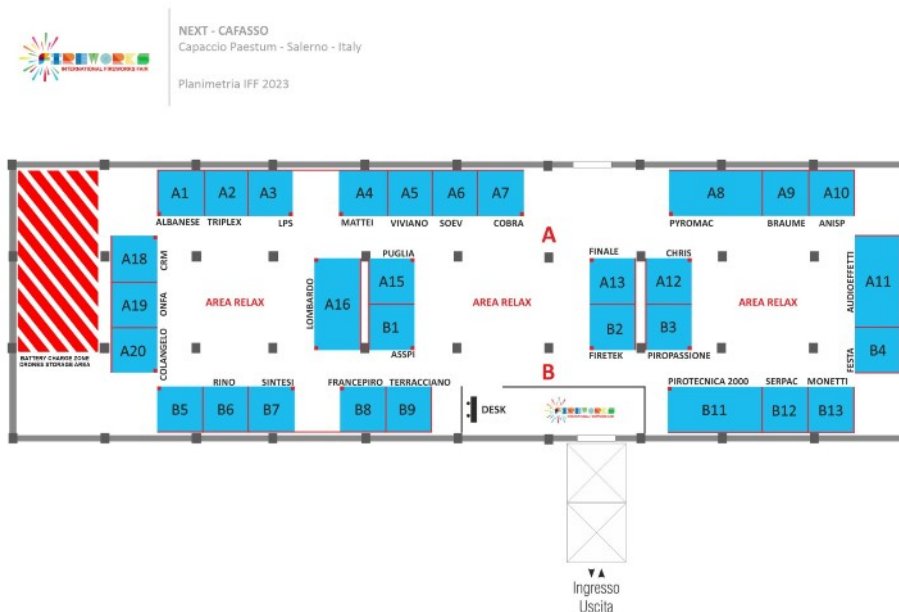 FIREWORKS
INTERNATIONAL FIREWORKS FAIR
NEXT - CAFASSO
Capaccio Paestum - Salerno - Italy
Planimetria IFF 2023
A1 A2 A3 A4 A5 A6 A7 A8 A9 A10
ALBANESE TRIPLEX LPS MATTEI VIVIANO SOEV COBRA PYROMAC BRAUME ANISP
A
A18 CRM
A19 ONFA
A20 COLANGELO
AREA RELAX
LOMBARDO A16
PUGLIA
A15
B1
ASSPI
AREA RELAX
FINALE CHRIS
A13 A12
B2 B3
FIRETEK PIROPASSIONE
AREA RELAX
AUDIOEFFETTI A11
FESTA B4
BATTERY CHARGE ZONE
ORDRES STORAGE AREA
B
RINO SINTESI FRANCEPIRO TERRACCIANO PIROTECNICA 2000 SERPAC MONETTI
B5 B6 B7 B8 B9 DESK FIREWORKS B11 B12 B13
Ingresso
Uscita